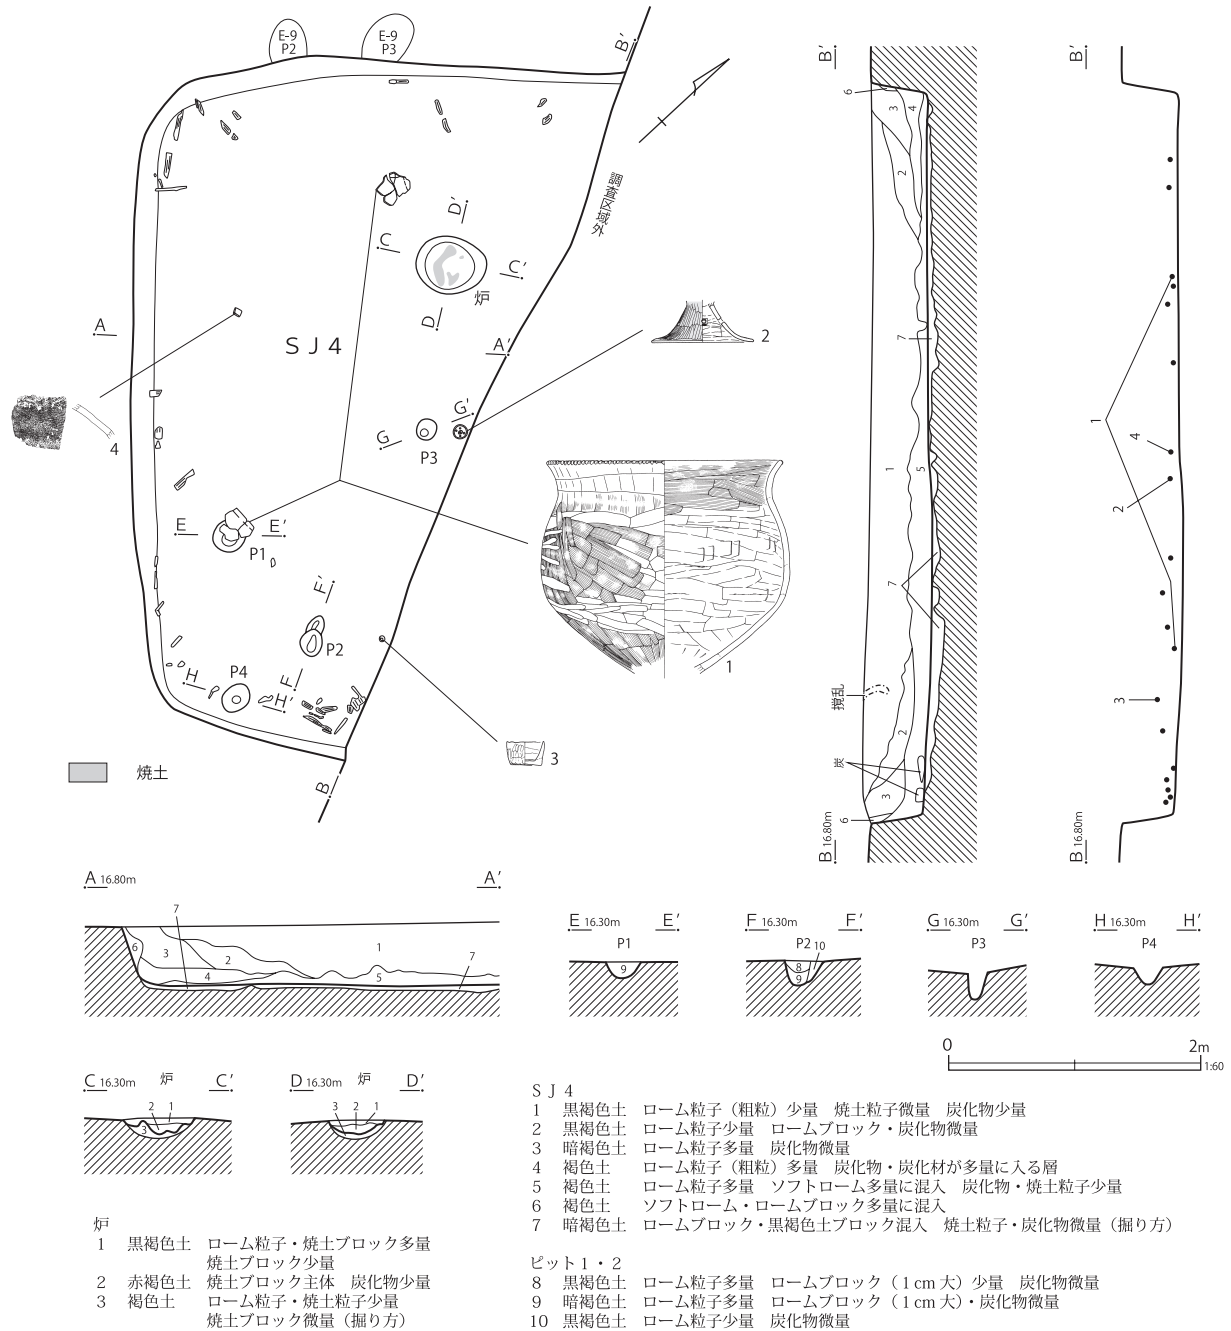 E-9
P2
E-9
P3
B′
調査区域外
D′
C
C′
炉
D
A
SJ4
A′
2
4
G′
G
P3
E
E′
P1
F′
P2
H
P4
F
H′
1
3
焼土
B
B′
6
3
4
2
7
1
5
7
撹乱
2
炭
3
6
B 16.80m
B′
1
4
2
3
B 16.80m
A 16.80m
A′
7
6
3
2
1
4
5
7
E 16.30m
E′
P1
9
F 16.30m
F′
P2
10
8
9
G 16.30m
G′
P3
H 16.30m
H′
P4
0
2m
1:60
C 16.30m
炉
C′
2
1
3
D 16.30m
炉
D′
3
2
1
SJ4
1 黒褐色土 ローム粒子（粗粒）少量 焼土粒子微量 炭化物少量
2 黒褐色土 ローム粒子少量 ロームブロック・炭化物微量
3 暗褐色土 ローム粒子多量 炭化物微量
4 褐色土 ローム粒子（粗粒）多量 炭化物・炭化材が多量に入る層
5 褐色土 ローム粒子多量 ソフトローム多量に混入 炭化物・焼土粒子少量
6 褐色土 ソフトローム・ロームブロック多量に混入
7 暗褐色土 ロームブロック・黒褐色土ブロック混入 焼土粒子・炭化物微量（掘り方）
ピット1・2
8 黒褐色土 ローム粒子多量 ロームブロック（1cm大）少量 炭化物微量
9 暗褐色土 ローム粒子多量 ロームブロック（1cm大）・炭化物微量
10 黒褐色土 ローム粒子少量 炭化物微量
炉
1 黒褐色土 ローム粒子・焼土ブロック多量
焼土ブロック少量
2 赤褐色土 焼土ブロック主体 炭化物少量
3 褐色土 ローム粒子・焼土粒子少量
焼土ブロック微量（掘り方）